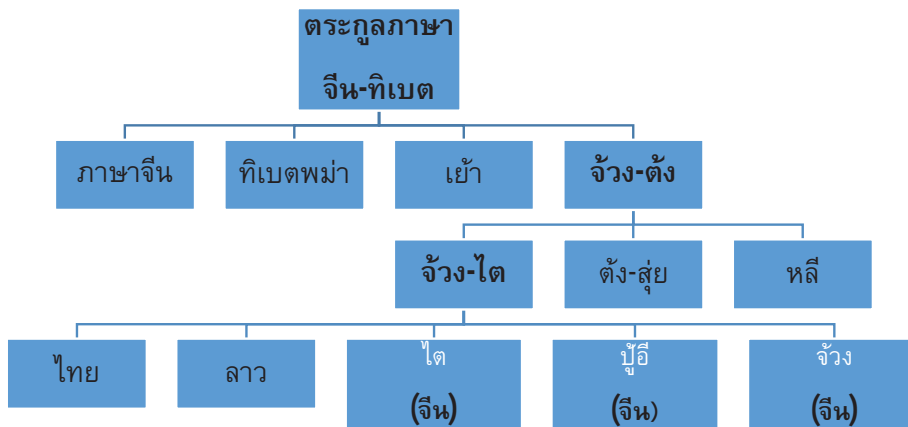 ตระกูลภาษา
จีน-ทิเบต
ภาษาจีน
ทิเบตพม่า
เย้า
จ้วง-ต้ง
จ้วง-ไต
ต้ง-สุ่ย
หลี
ไทย
ลาว
ไต
(จีน)
ปู้อี
(จีน)
จ้วง
(จีน)